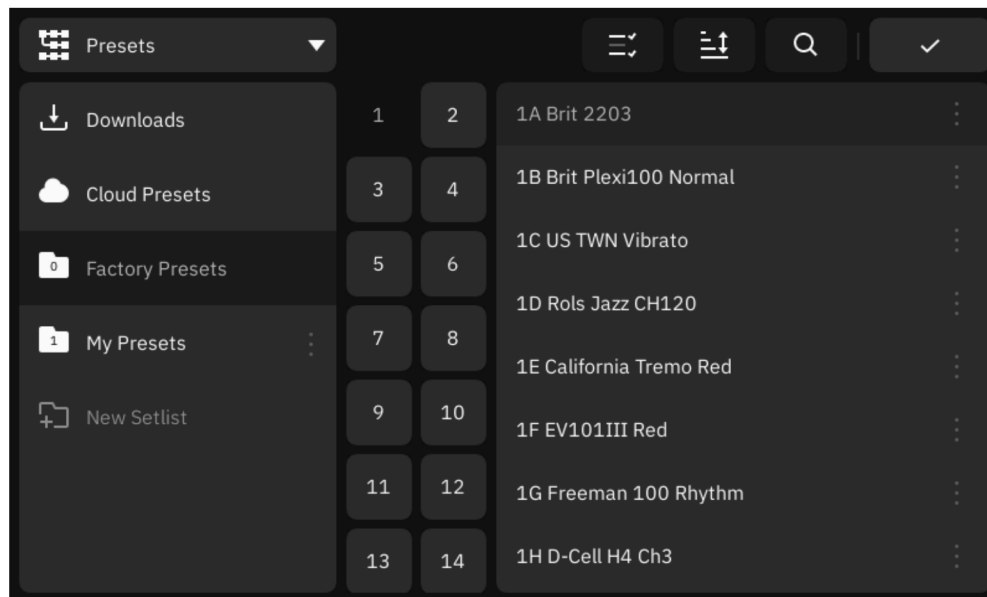 Presets
Downloads
Cloud Presets
0 Factory Presets
1 My Presets
New Setlist
1 2
3 4
5 6
7 8
9 10
11 12
13 14
1A Brit 2203
1B Brit Plexi100 Normal
1C US TWN Vibrato
1D Rols Jazz CH120
1E California Tremo Red
1F EV101III Red
1G Freeman 100 Rhythm
1H D-Cell H4 Ch3